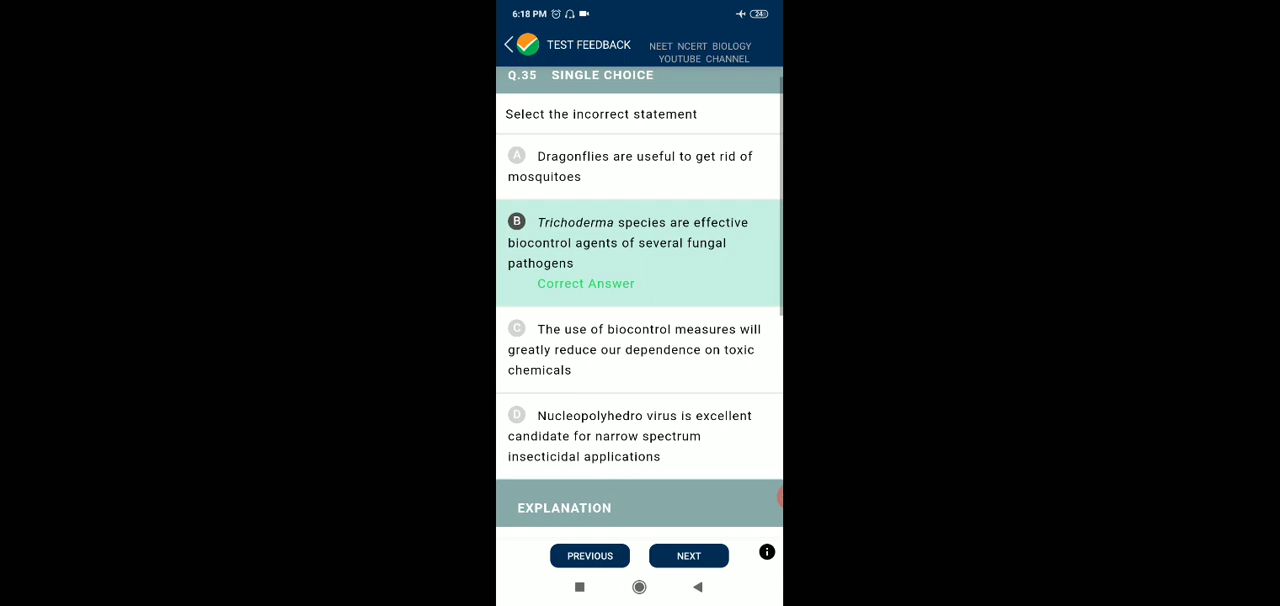 6:18 PM 24
TEST FEEDBACK NEET NCERT BIOLOGY
YOUTUBE CHANNEL
Q.35 SINGLE CHOICE
Select the incorrect statement
A Dragonflies are useful to get rid of
mosquitoes
B Trichoderma species are effective
biocontrol agents of several fungal
pathogens
Correct Answer
C The use of biocontrol measures will
greatly reduce our dependence on toxic
chemicals
D Nucleopolyhedro virus is excellent
candidate for narrow spectrum
insecticidal applications
EXPLANATION
PREVIOUS NEXT i